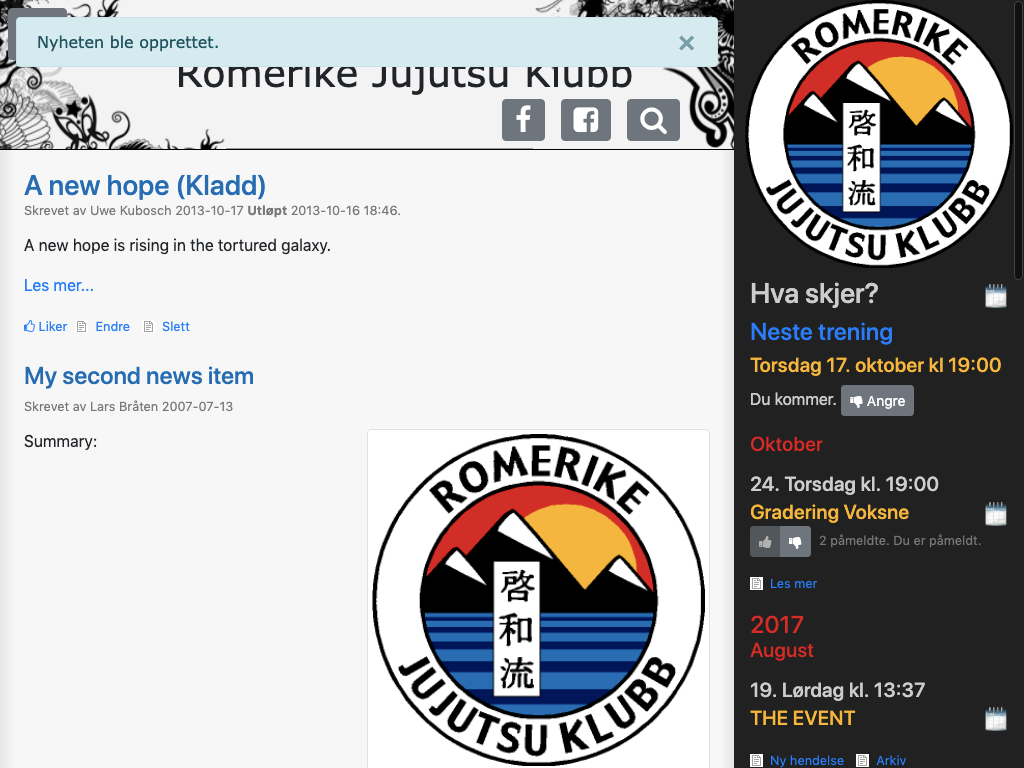 Nyheten ble opprettet. ×
Romerike Jujutsu Klubb
A new hope (Kladd)
Skrevet av Uwe Kubosch 2013-10-17 Utløpt 2013-10-16 18:46.
A new hope is rising in the tortured galaxy.
Les mer...
Liker Endre Slett
My second news item
Skrevet av Lars Bråten 2007-07-13
Summary:
ROMERIKE
啓和流
JUJUTSU KLUBB
ROMERIKE
啓和流
JUJUTSU KLUBB
Hva skjer?
Neste trening
Torsdag 17. oktober kl 19:00
Du kommer. Angre
Oktober
24. Torsdag kl. 19:00
Gradering Voksne
2 påmeldte. Du er påmeldt.
Les mer
2017
August
19. Lørdag kl. 13:37
THE EVENT
Ny hendelse Arkiv